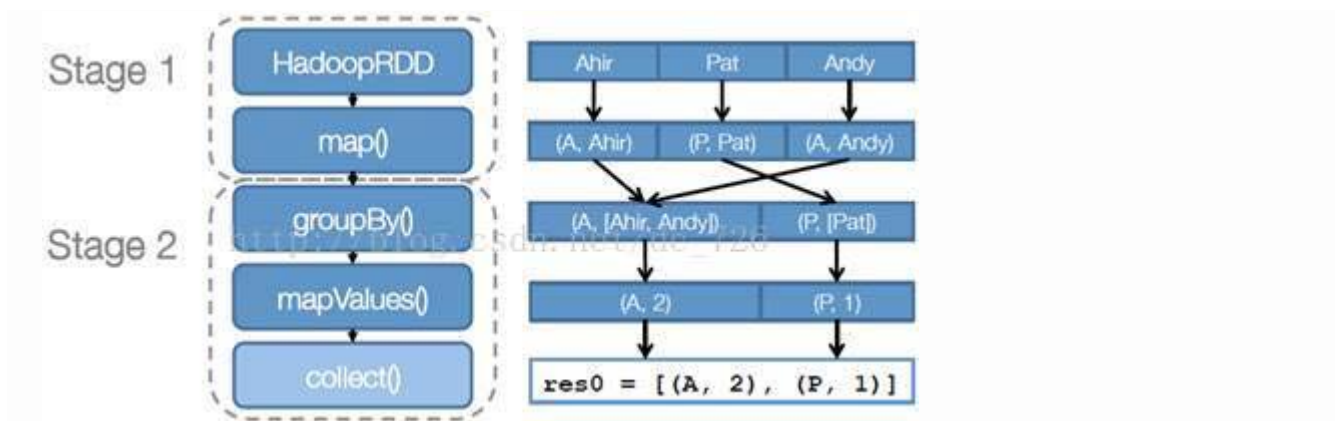 Stage 1
HadoopRDD
map()
Stage 2
groupBy()
mapValues()
collect()
Ahir Pat Andy
(A, Ahir) (P, Pat) (A, Andy)
(A, [Ahir, Andy]) (P, [Pat])
(A, 2) (P, 1)
res0 = [(A, 2), (P, 1)]